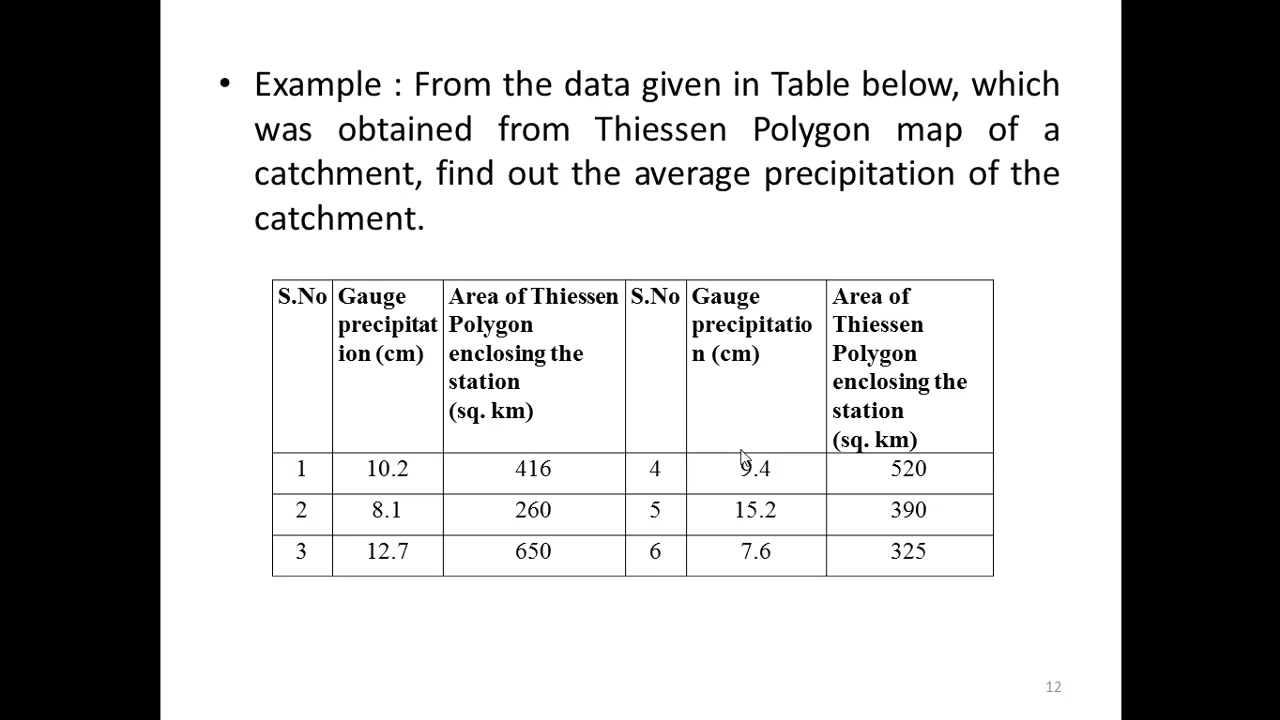 • Example : From the data given in Table below, which
was obtained from Thiessen Polygon map of a
catchment, find out the average precipitation of the
catchment.
S.No Gauge precipitat ion (cm) Area of Thiessen Polygon enclosing the station (sq. km) S.No Gauge precipitatio n (cm) Area of Thiessen Polygon enclosing the station (sq. km)
1 10.2 416 4 9.4 520
2 8.1 260 5 15.2 390
3 12.7 650 6 7.6 325
12